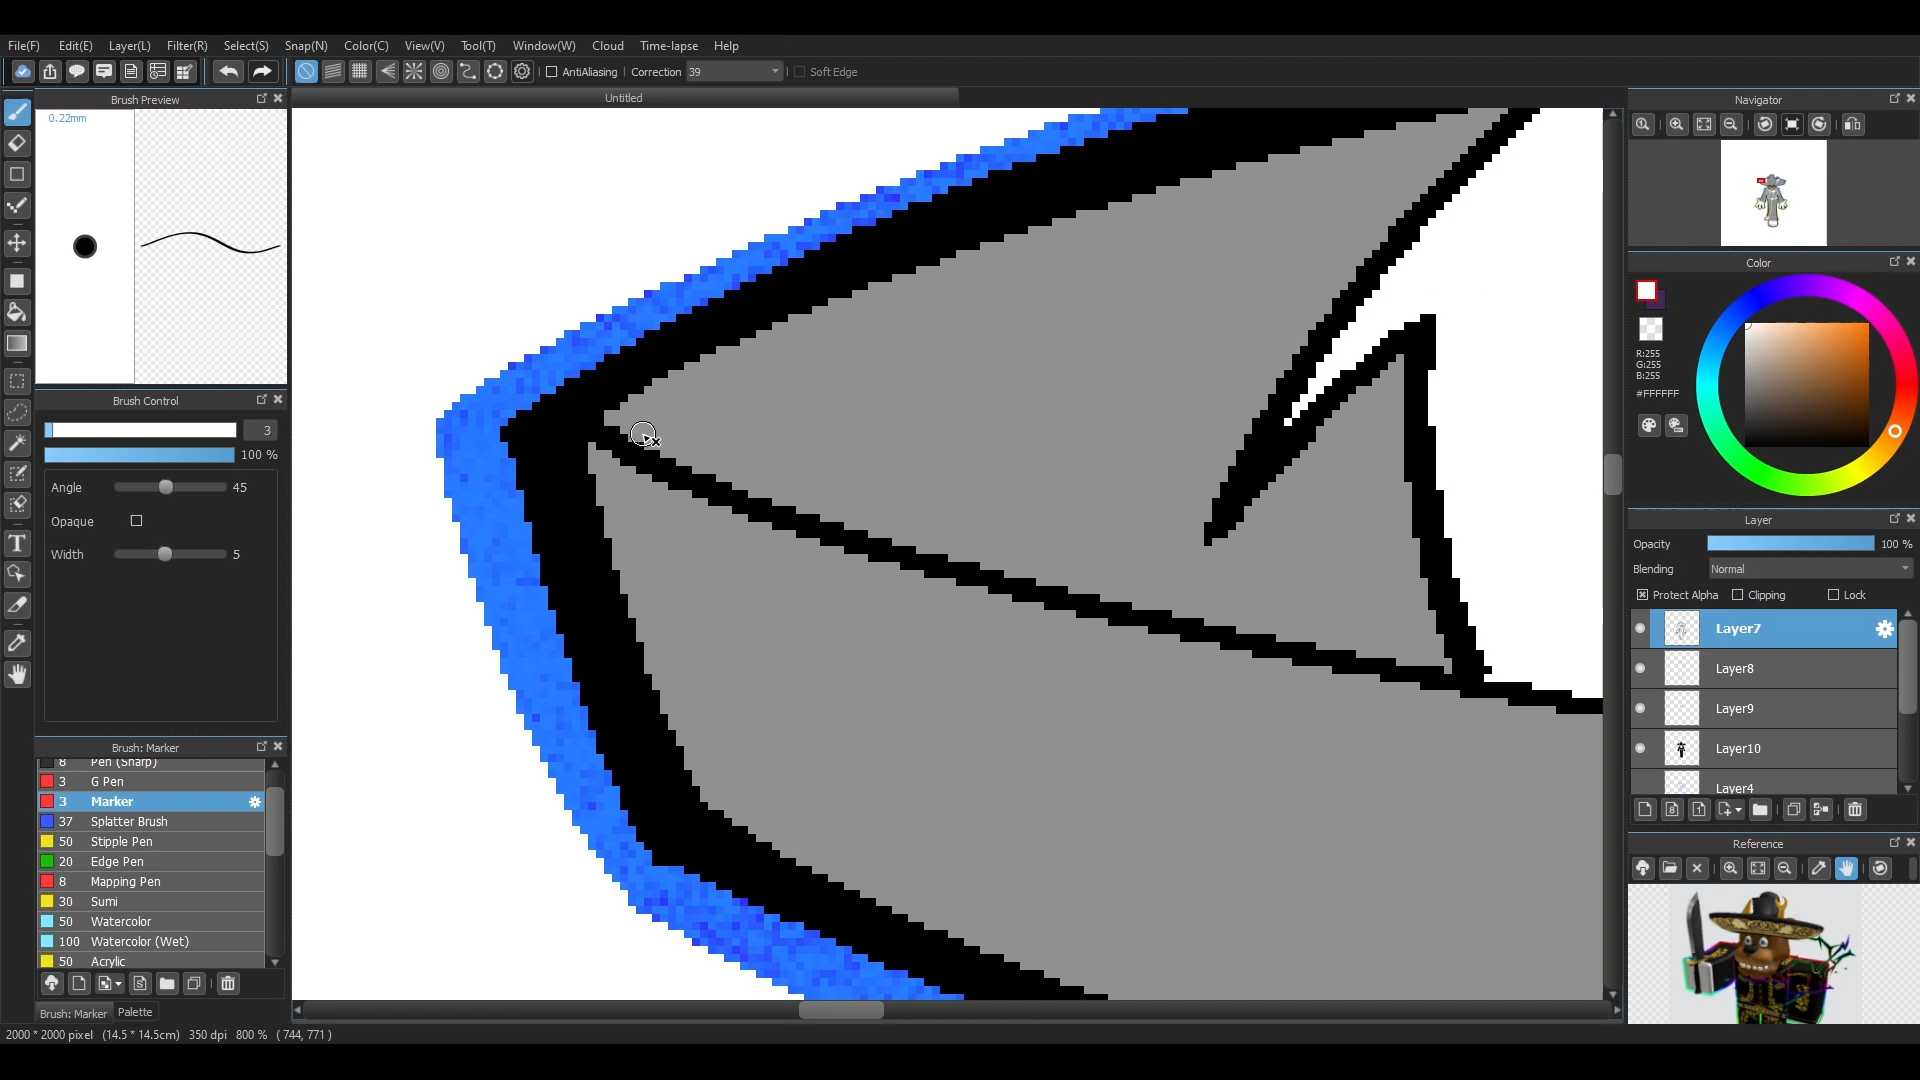 File(F) Edit(E) Layer(L) Filter(R) Select(S) Snap(N) Color(C) View(V) Tool(T) Window(W) Cloud Time-lapse Help
AntiAliasing Correction 39 Soft Edge
Brush Preview
Untitled
Navigator
0.22mm
Color
R:255
G:255
B:255
#FFFFFF
Brush Control
3
100 %
Angle 45
Opaque
Width 5
Layer
Opacity 100 %
Blending Normal
Protect Alpha Clipping Lock
Layer7
Layer8
Layer9
Layer10
Layer4
Brush: Marker
8 Pen (Sharp)
3 G Pen
3 Marker
37 Splatter Brush
50 Stipple Pen
20 Edge Pen
8 Mapping Pen
30 Sumi
50 Watercolor
100 Watercolor (Wet)
50 Acrylic
Reference
Brush: Marker Palette
2000 * 2000 pixel (14.5 * 14.5cm) 350 dpi 800 % ( 744, 771 )